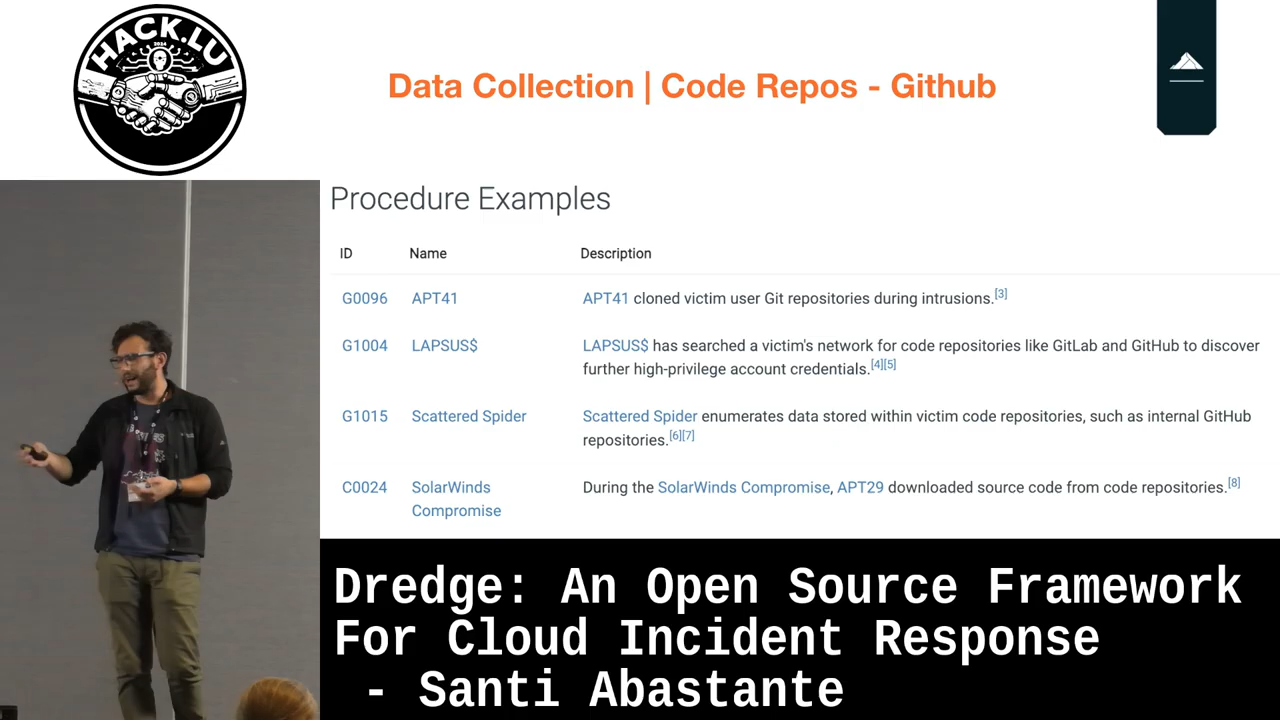 HACK.LU
2024
Data Collection | Code Repos - Github
Procedure Examples
ID Name Description
G0096 APT41 APT41 cloned victim user Git repositories during intrusions.[3]
G1004 LAPSUS$ LAPSUS$ has searched a victim's network for code repositories like GitLab and GitHub to discover
further high-privilege account credentials.[4][5]
G1015 Scattered Spider Scattered Spider enumerates data stored within victim code repositories, such as internal GitHub
repositories.[6][7]
C0024 SolarWinds During the SolarWinds Compromise, APT29 downloaded source code from code repositories.[8]
Compromise
Dredge: An Open Source Framework
For Cloud Incident Response
- Santi Abastante